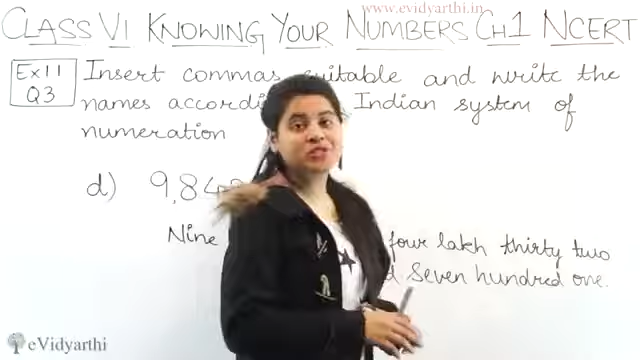 www.evidyarthi.in
CLASS VI KNOWING YOUR NUMBERS CH1 NCERT
Ex 1.1 Insert commas suitable and write the
Q3 names Indian system of
numeration
d) 9,84
Nine four lakh thirty two
Seven hundred one.
eVidyarthi